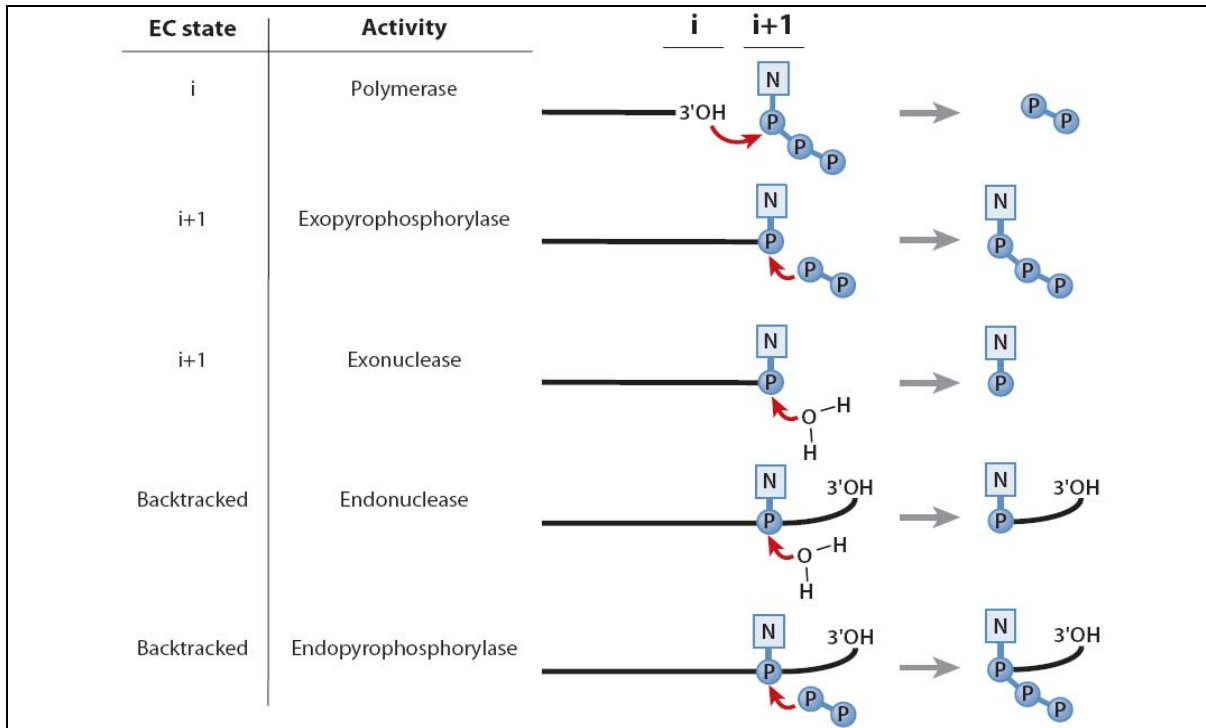 EC state Activity i i+1
N
i Polymerase 3'OH P P P P P
N N
i+1 Exopyrophosphorylase P P P P P P
N N
i+1 Exonuclease P P
O H
H
N 3'OH N 3'OH
Backtracked Endonuclease P P
O H
H
N 3'OH N 3'OH
Backtracked Endopyrophosphorylase P P
P P P P